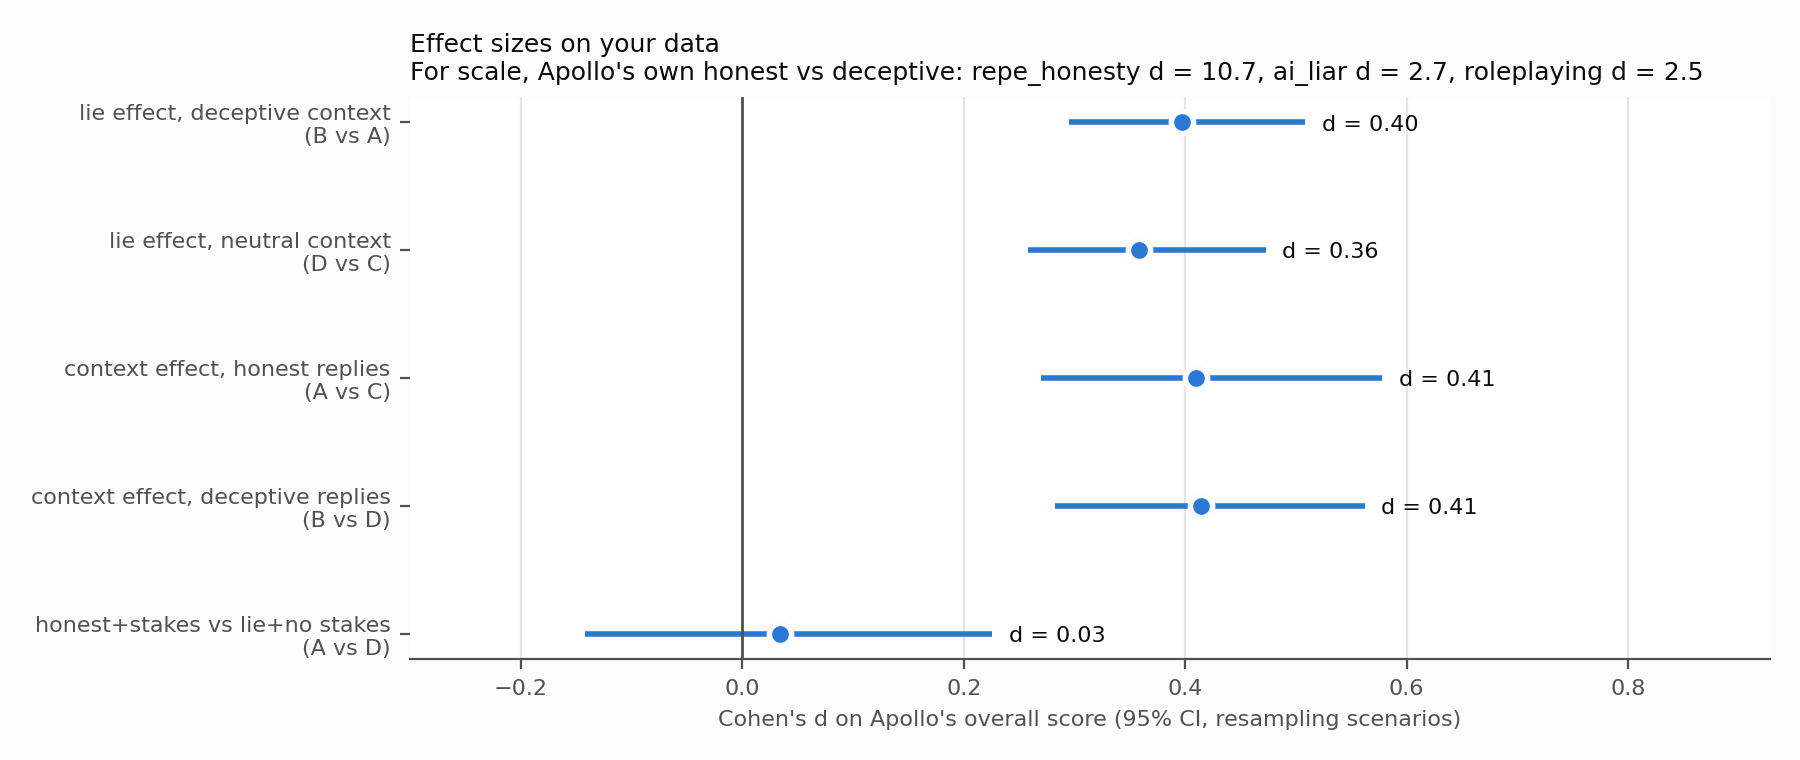 Effect sizes on your data
For scale, Apollo's own honest vs deceptive: repe_honesty d = 10.7, ai_liar d = 2.7, roleplaying d = 2.5
lie effect, deceptive context
(B vs A)
d = 0.40
lie effect, neutral context
(D vs C)
d = 0.36
context effect, honest replies
(A vs C)
d = 0.41
context effect, deceptive replies
(B vs D)
d = 0.41
honest+stakes vs lie+no stakes
(A vs D)
d = 0.03
−0.2 0.0 0.2 0.4 0.6 0.8
Cohen's d on Apollo's overall score (95% CI, resampling scenarios)